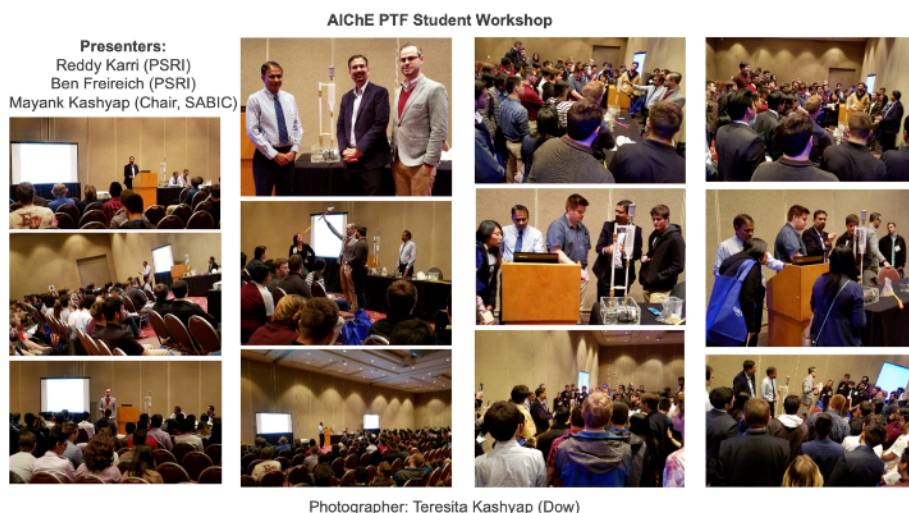 AIChE PTF Student Workshop
Presenters:
Reddy Karri (PSRI)
Ben Freireich (PSRI)
Mayank Kashyap (Chair, SABIC)
Photographer: Teresita Kashyap (Dow)